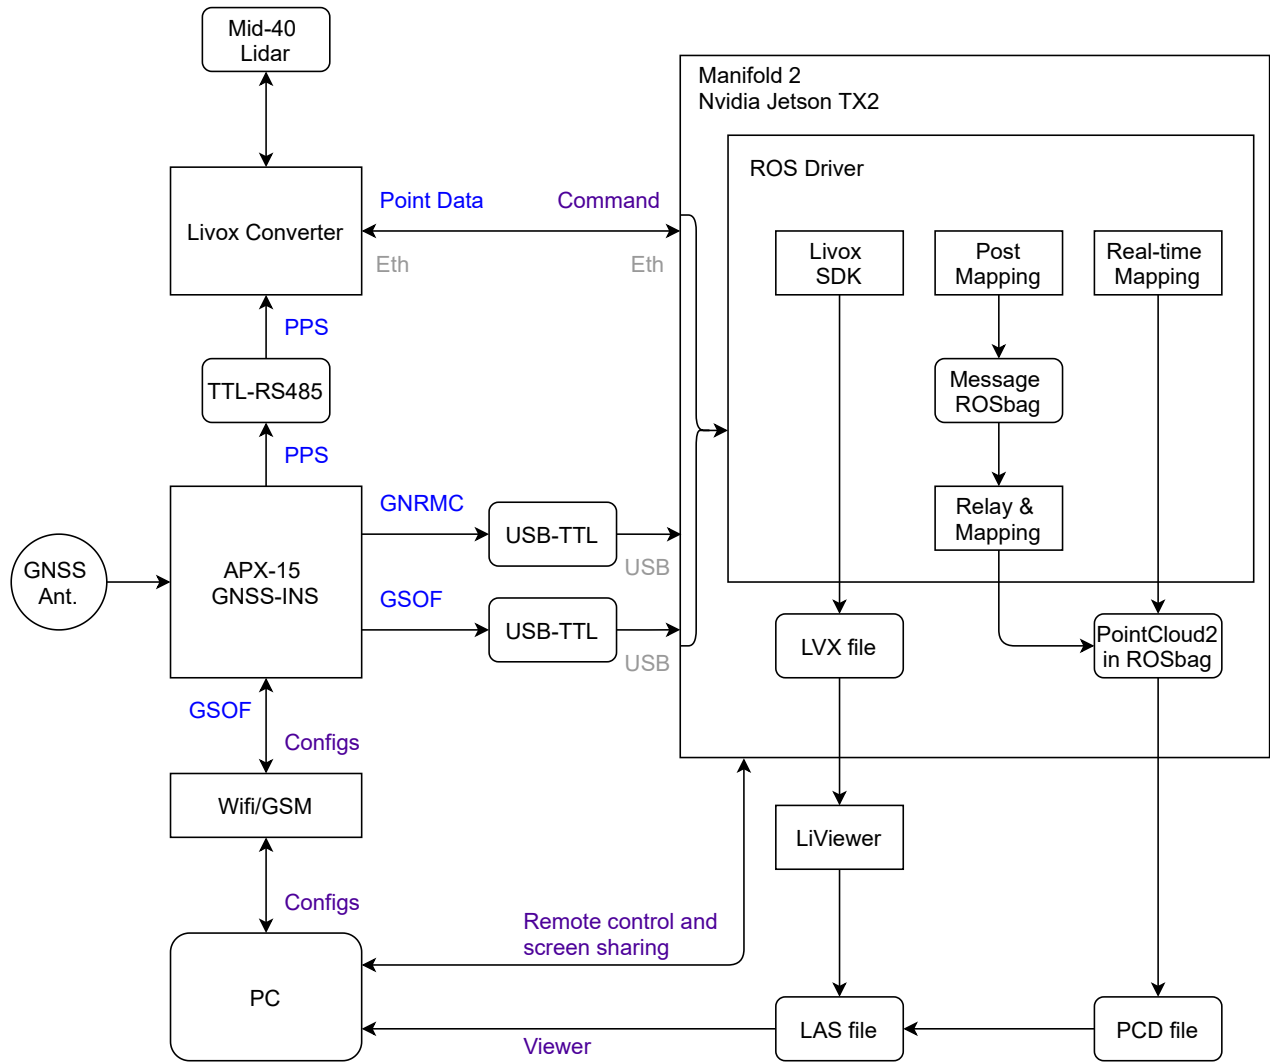 Mid-40
Lidar
Manifold 2
Nvidia Jetson TX2
ROS Driver
Point Data
Command
Livox Converter
Eth
Eth
Livox
SDK
Post
Mapping
Real-time
Mapping
PPS
TTL-RS485
Message
ROSbag
PPS
GNRMC
USB-TTL
USB
Relay &
Mapping
GNSS
Ant.
APX-15
GNSS-INS
GSOF
USB-TTL
USB
LVX file
PointCloud2
in ROSbag
GSOF
Configs
Wifi/GSM
LiViewer
Configs
Remote control and
screen sharing
PC
LAS file
PCD file
Viewer